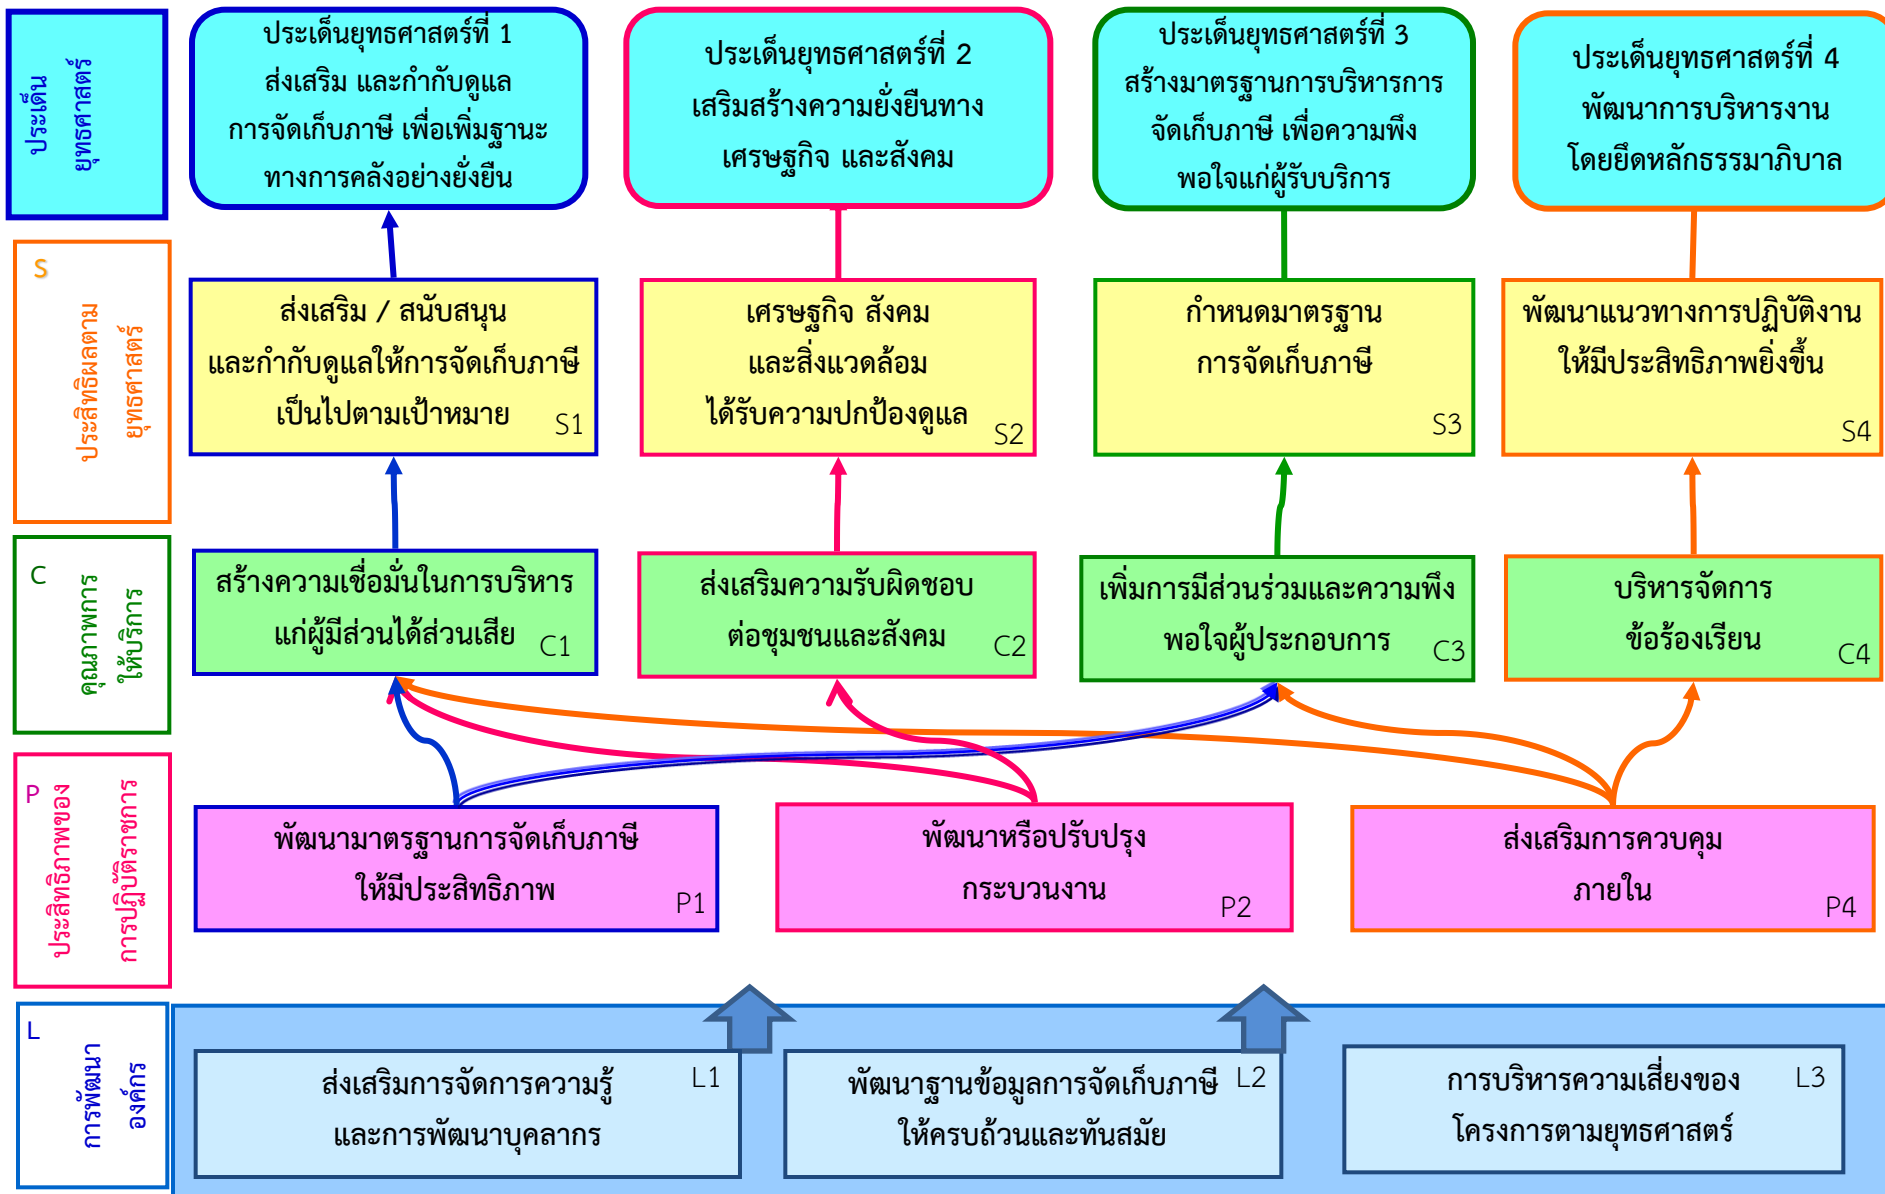 ประเด็น
ยุทธศาสตร์
ประเด็นยุทธศาสตร์ที่ 1
ส่งเสริม และกำกับดูแล
การจัดเก็บภาษี เพื่อเพิ่มฐานะ
ทางการคลังอย่างยั่งยืน
ประเด็นยุทธศาสตร์ที่ 2
เสริมสร้างความยั่งยืนทาง
เศรษฐกิจ และสังคม
ประเด็นยุทธศาสตร์ที่ 3
สร้างมาตรฐานการบริหารการ
จัดเก็บภาษี เพื่อความพึง
พอใจแก่ผู้รับบริการ
ประเด็นยุทธศาสตร์ที่ 4
พัฒนาการบริหารงาน
โดยยึดหลักธรรมาภิบาล
S
ประสิทธิผลตาม
ยุทธศาสตร์
ส่งเสริม / สนับสนุน
และกำกับดูแลให้การจัดเก็บภาษี
เป็นไปตามเป้าหมาย
S1
เศรษฐกิจ สังคม
และสิ่งแวดล้อม
ได้รับความปกป้องดูแล
S2
กำหนดมาตรฐาน
การจัดเก็บภาษี
S3
พัฒนาแนวทางการปฏิบัติงาน
ให้มีประสิทธิภาพยิ่งขึ้น
S4
C
คุณภาพการ
ให้บริการ
สร้างความเชื่อมั่นในการบริหาร
แก่ผู้มีส่วนได้ส่วนเสีย
C1
ส่งเสริมความรับผิดชอบ
ต่อชุมชนและสังคม
C2
เพิ่มการมีส่วนร่วมและความพึง
พอใจผู้ประกอบการ
C3
บริหารจัดการ
ข้อร้องเรียน
C4
P
ประสิทธิภาพของ
การปฏิบัติราชการ
พัฒนามาตรฐานการจัดเก็บภาษี
ให้มีประสิทธิภาพ
P1
พัฒนาหรือปรับปรุง
กระบวนงาน
P2
ส่งเสริมการควบคุม
ภายใน
P4
L
การพัฒนา
องค์กร
ส่งเสริมการจัดการความรู้
และการพัฒนาบุคลากร
L1
พัฒนาฐานข้อมูลการจัดเก็บภาษี
ให้ครบถ้วนและทันสมัย
L2
การบริหารความเสี่ยงของ
โครงการตามยุทธศาสตร์
L3